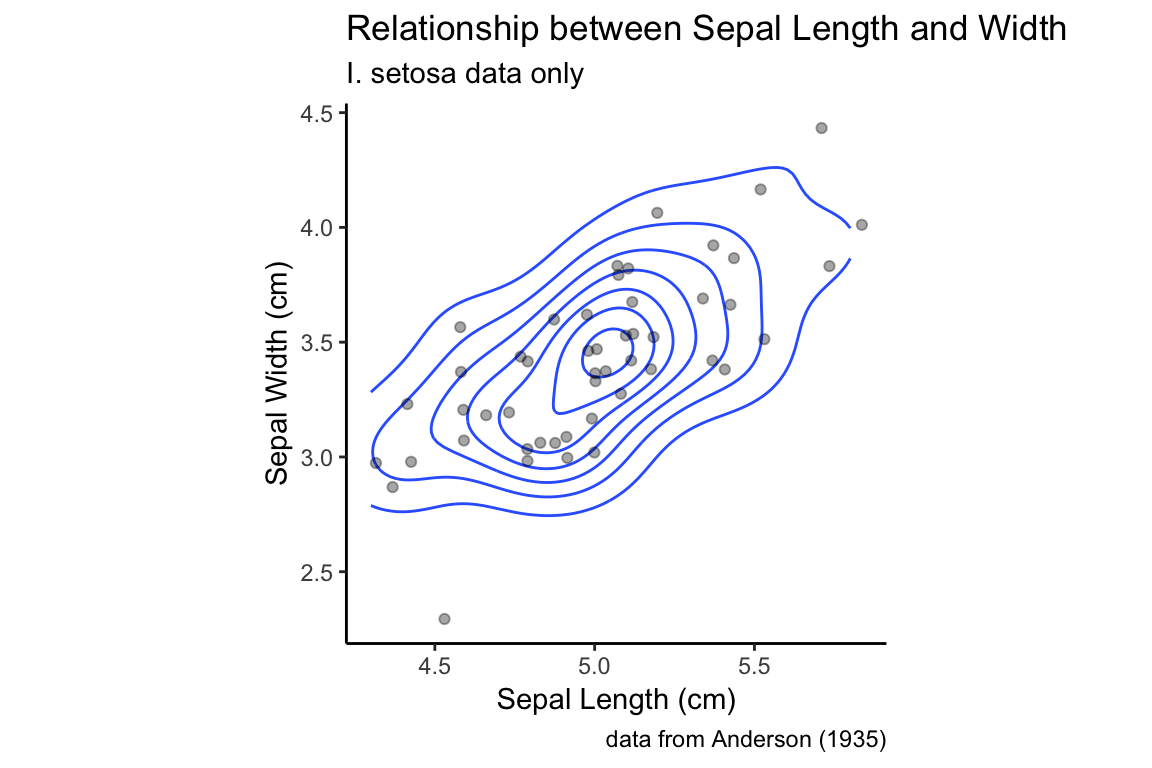 Relationship between Sepal Length and Width
I. setosa data only
4.5
4.0
3.5
3.0
2.5
Sepal Width (cm)
4.5 5.0 5.5
Sepal Length (cm)
data from Anderson (1935)